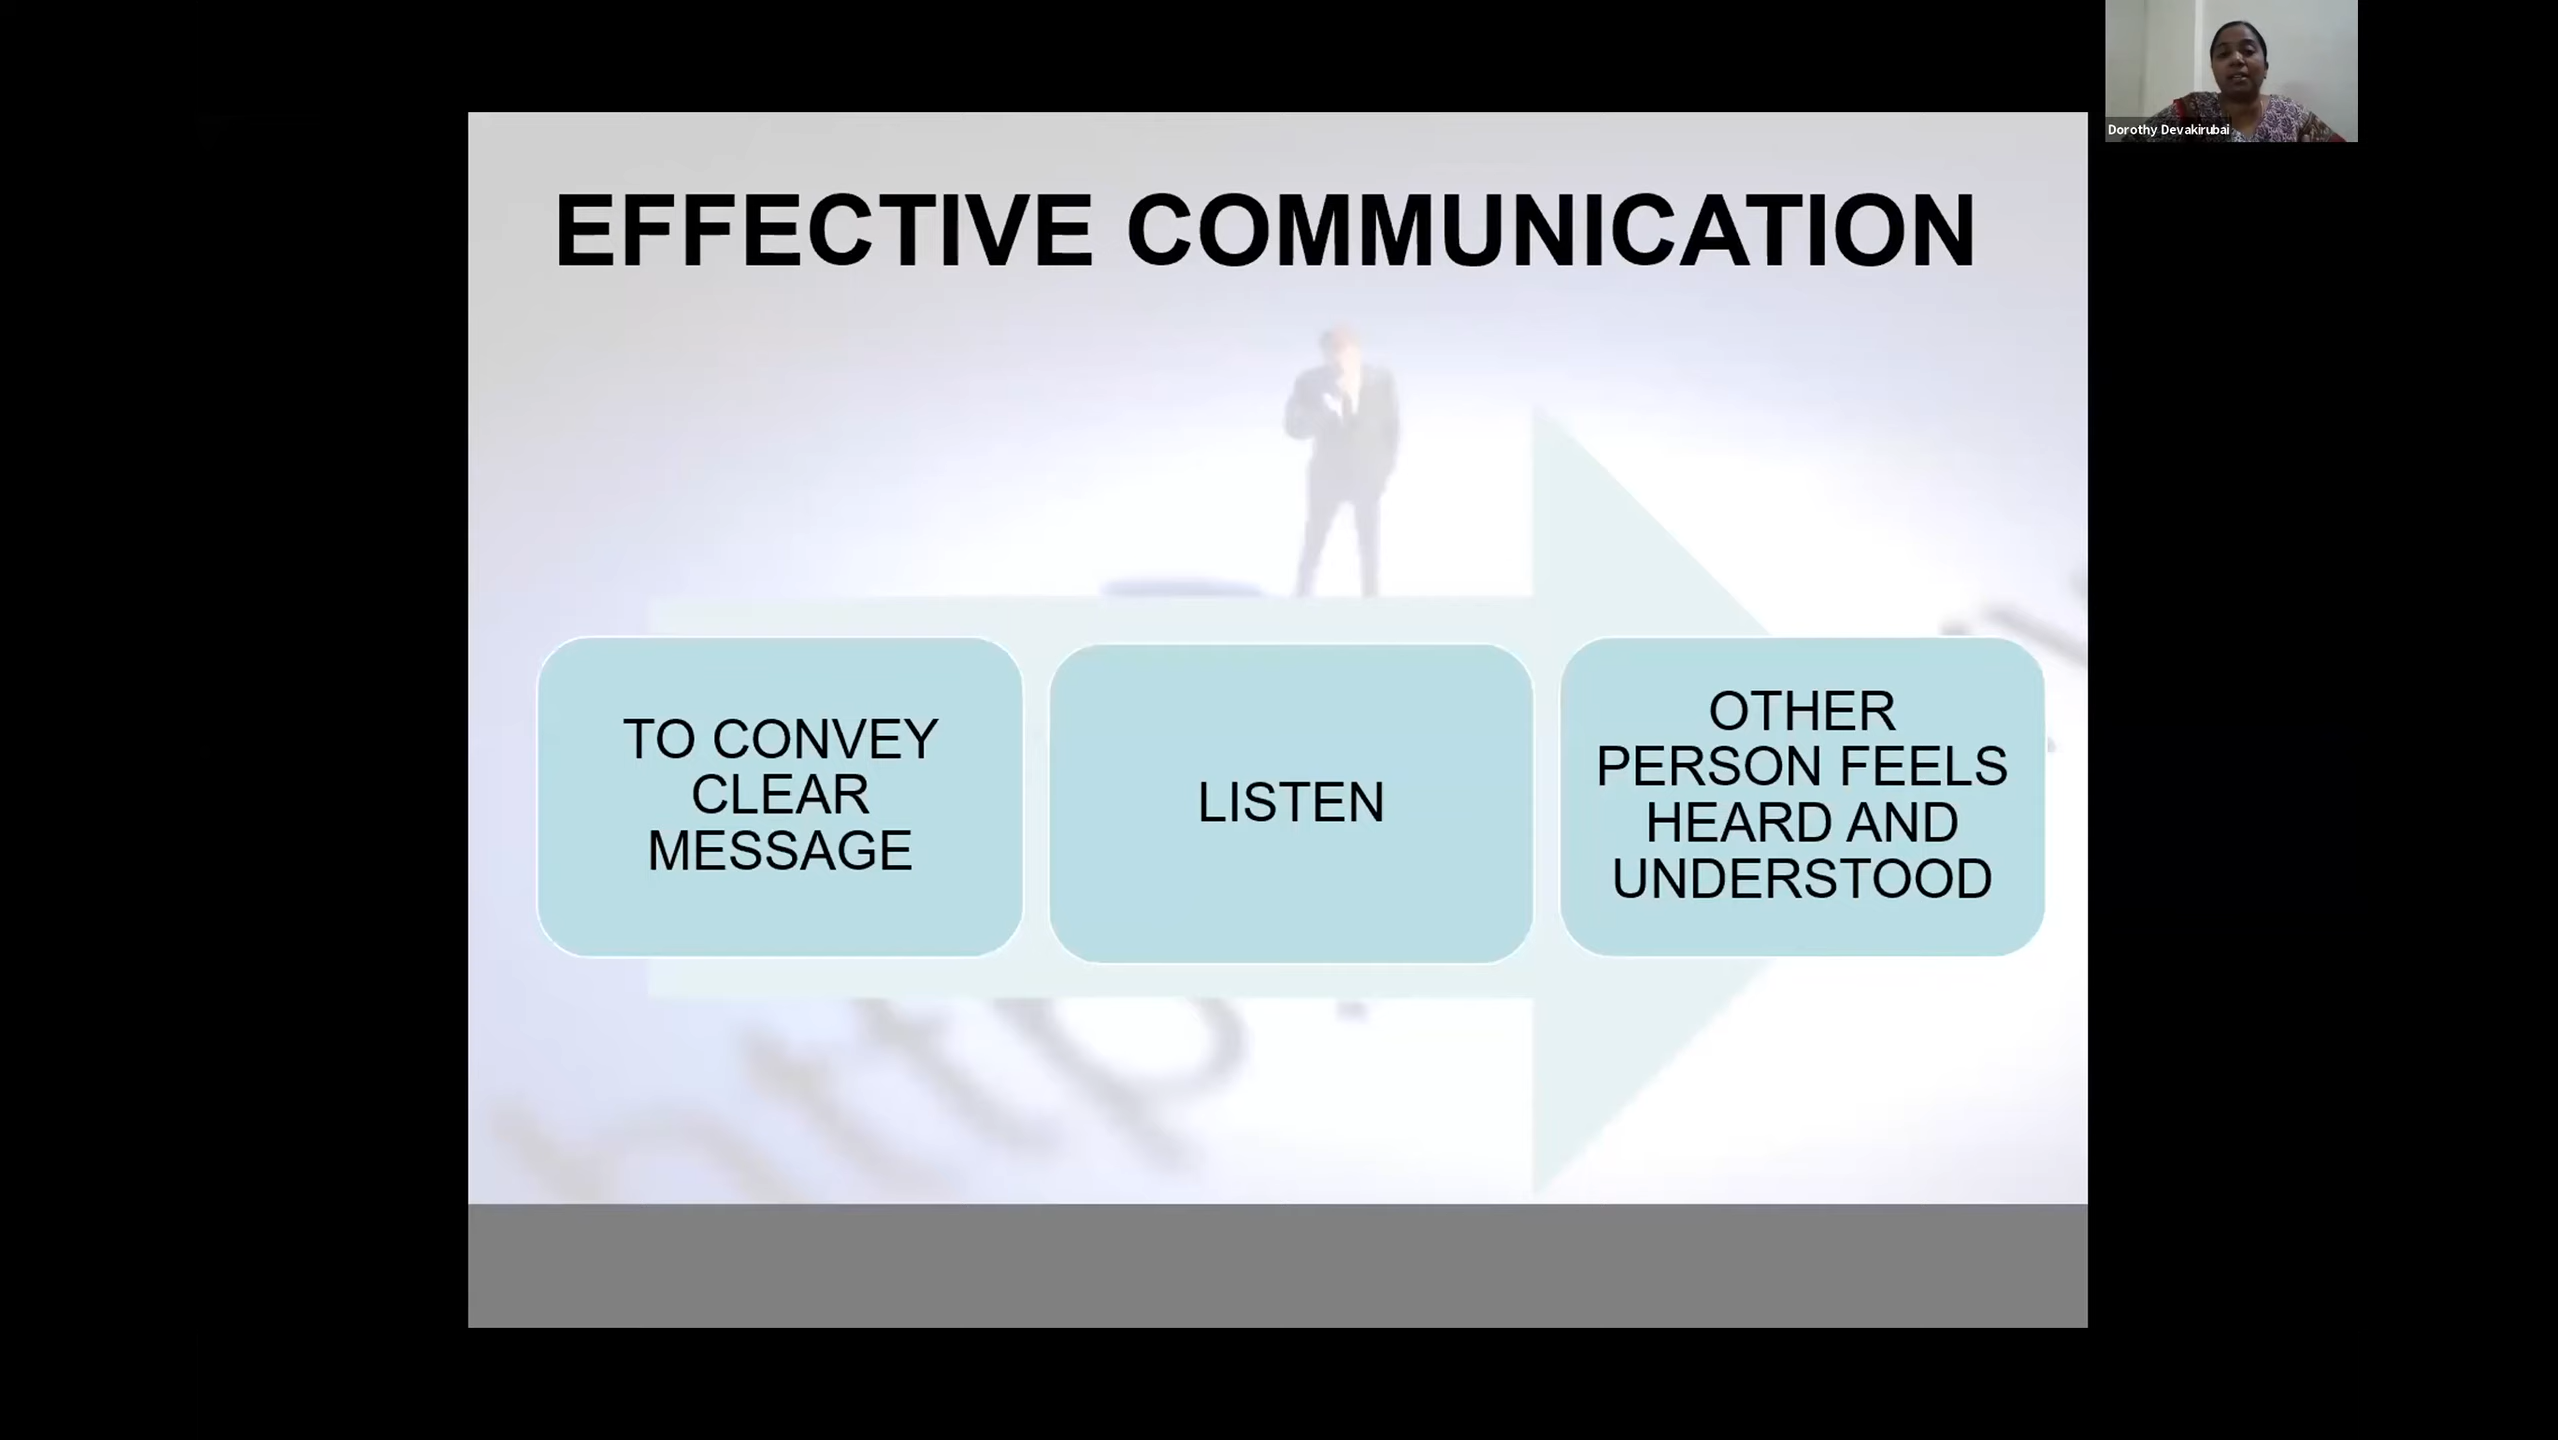 EFFECTIVE COMMUNICATION
TO CONVEY
CLEAR
MESSAGE
LISTEN
OTHER
PERSON FEELS
HEARD AND
UNDERSTOOD
Dorothy Devakirubai